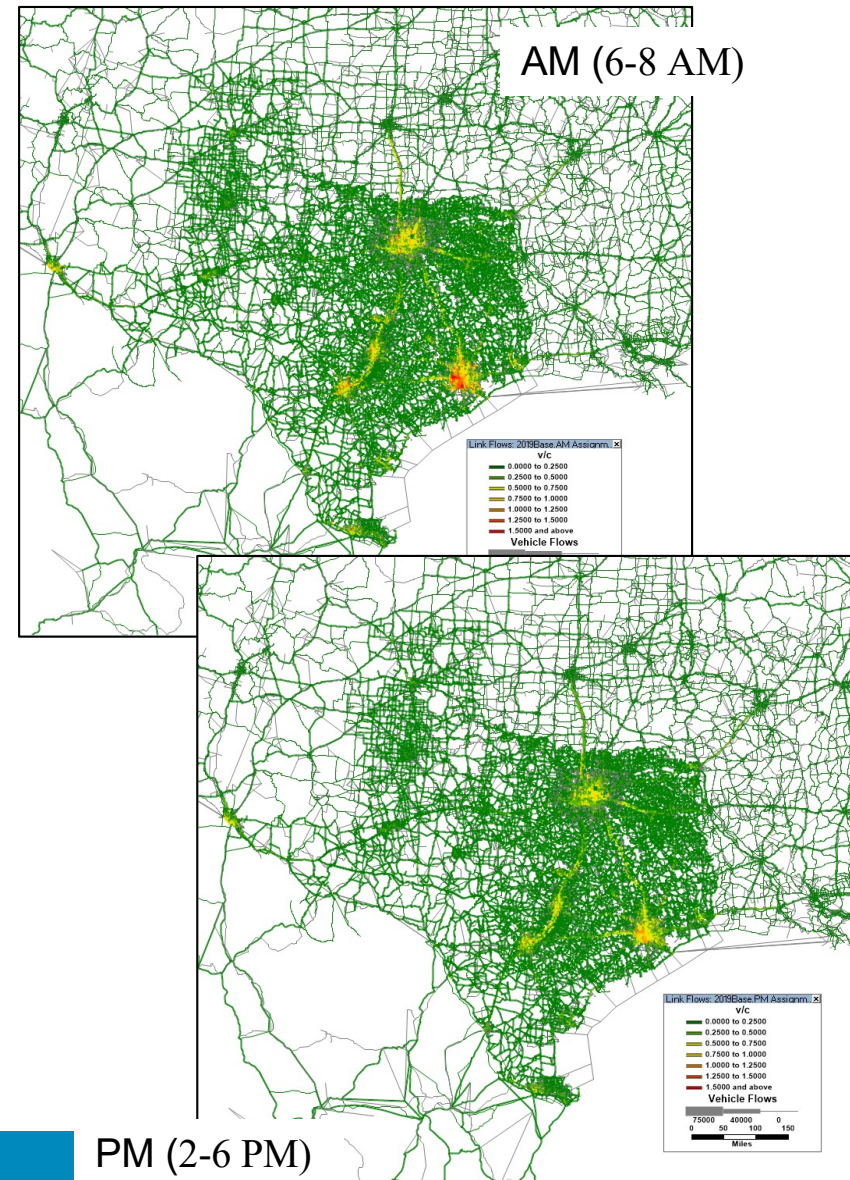 AM (6-8 AM)
Link Flows: 2019Base.AM Assignm..
v/c
0.0000 to 0.2500
0.2500 to 0.5000
0.5000 to 0.7500
0.7500 to 1.0000
1.0000 to 1.2500
1.2500 to 1.5000
1.5000 and above
Vehicle Flows
Link Flows: 2019Base.PM Assignm..
v/c
0.0000 to 0.2500
0.2500 to 0.5000
0.5000 to 0.7500
0.7500 to 1.0000
1.0000 to 1.2500
1.2500 to 1.5000
1.5000 and above
Vehicle Flows
75000 40000 0
0 50 100 150
Miles
PM (2-6 PM)